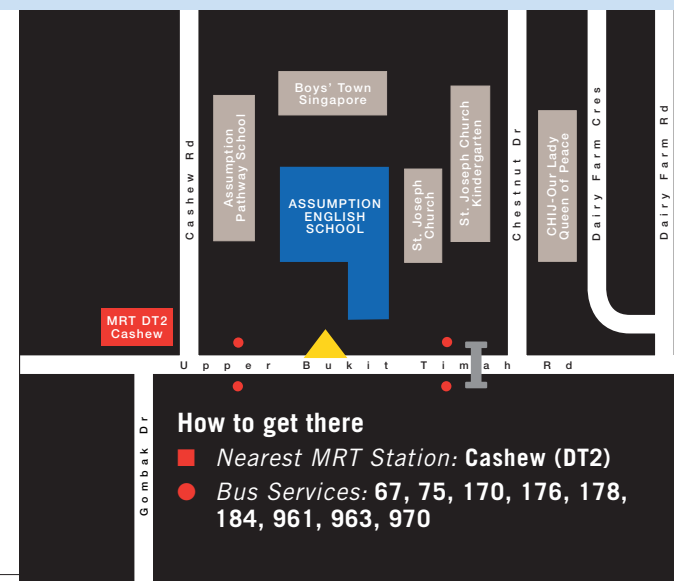 Boys' Town
Singapore
Assumption
Pathway School
ASSUMPTION
ENGLISH
SCHOOL
St. Joseph
Church
St. Joseph Church
Kindergarten
CHIJ-Our Lady
Queen of Peace
Cashew Rd
Chestnut Dr
Dairy Farm Cres
Dairy Farm Rd
MRT DT2
Cashew
Upper Bukit Timah Rd
Gombak Dr
How to get there
Nearest MRT Station: Cashew (DT2)
Bus Services: 67, 75, 170, 176, 178,
184, 961, 963, 970